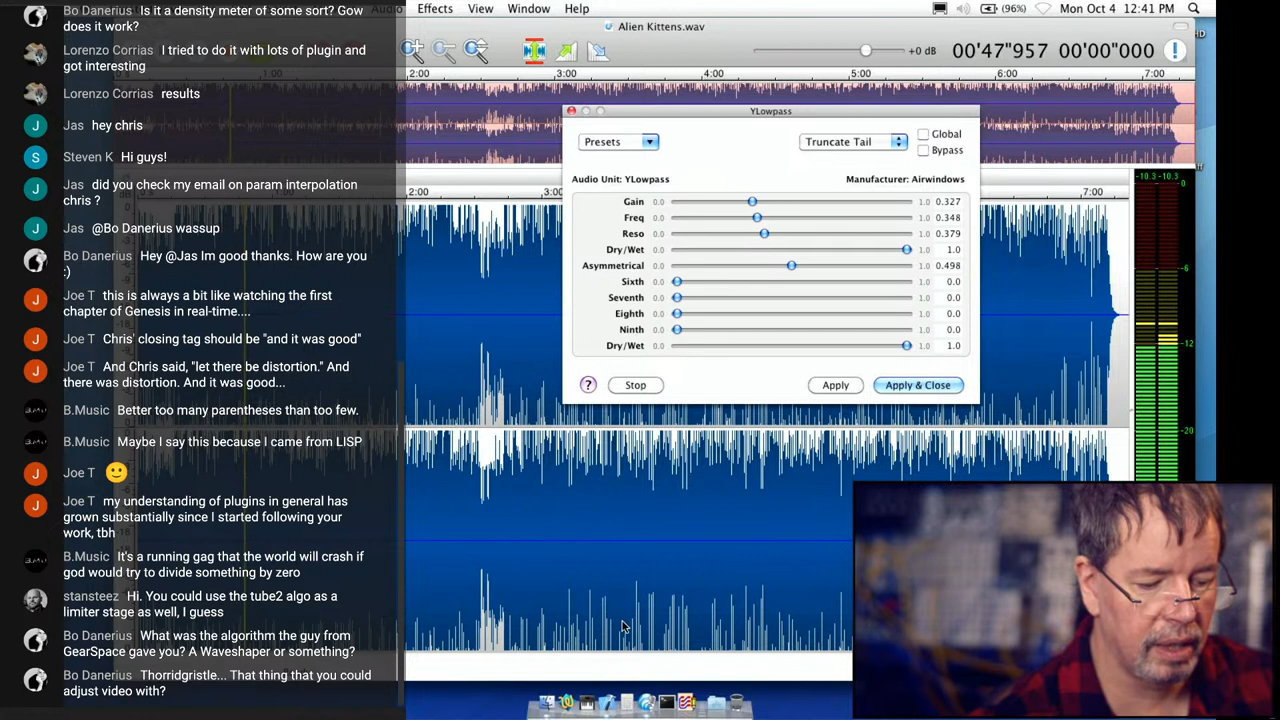 Bo Danerius Is it a density meter of some sort? Gow
does it work?
Lorenzo Corrias I tried to do it with lots of plugin and
got interesting
Lorenzo Corrias results
J Jas hey chris
S Steven K Hi guys!
J Jas did you check my email on param interpolation
chris ?
J Jas @Bo Danerius wassup
Bo Danerius Hey @Jas Im good thanks. How are you
:)
J Joe T this is always a bit like watching the first
chapter of Genesis in real-time....
J Joe T Chris' closing tag should be "and it was good"
J Joe T And Chris said, "let there be distortion." And
there was distortion. And it was good...
B.Music Better too many parentheses than too few.
B.Music Maybe I say this because I came from LISP
J Joe T 🙂
J Joe T my understanding of plugins in general has
grown substantially since I started following your
work, tbh
B.Music It's a running gag that the world will crash if
god would try to divide something by zero
stansteez Hi. You could use the tube2 algo as a
limiter stage as well, I guess
Bo Danerius What was the algorithm the guy from
GearSpace gave you? A Waveshaper or something?
Bo Danerius Thorridgristle... That thing that you could
adjust video with?
Audio Effects View Window Help (96%) Mon Oct 4 12:41 PM
Alien Kittens.wav
+0 dB 00'47"957 00'00"000
2:00 3:00 4:00 5:00 6:00 7:00
YLowpass
Presets Truncate Tail Global
Bypass
Audio Unit: YLowpass Manufacturer: Airwindows
Gain 0.0 1.0 0.327
Freq 0.0 1.0 0.348
Reso 0.0 1.0 0.379
Dry/Wet 0.0 1.0 1.0
Asymmetrical 0.0 1.0 0.498
Sixth 0.0 1.0 0.0
Seventh 0.0 1.0 0.0
Eighth 0.0 1.0 0.0
Ninth 0.0 1.0 0.0
Dry/Wet 0.0 1.0 1.0
? Stop Apply Apply & Close
2:00 3:00 7:00
-10.3 -10.3
0
-6
-12
-20